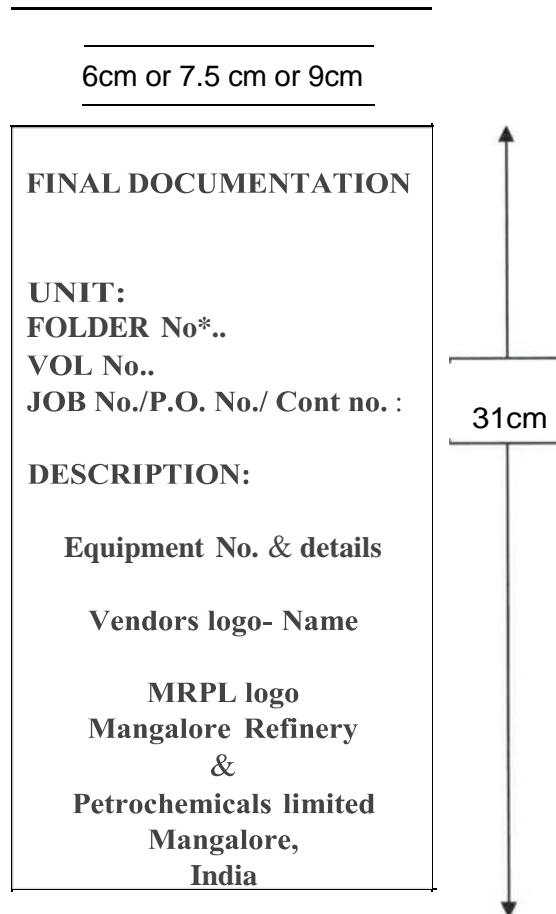 6cm or 7.5 cm or 9cm
FINAL DOCUMENTATION
UNIT:
FOLDER No*..
VOL No..
JOB No./P.O. No./ Cont no. :
31cm
DESCRIPTION:
Equipment No. & details
Vendors logo- Name
MRPL logo
Mangalore Refinery
&
Petrochemicals limited
Mangalore,
India